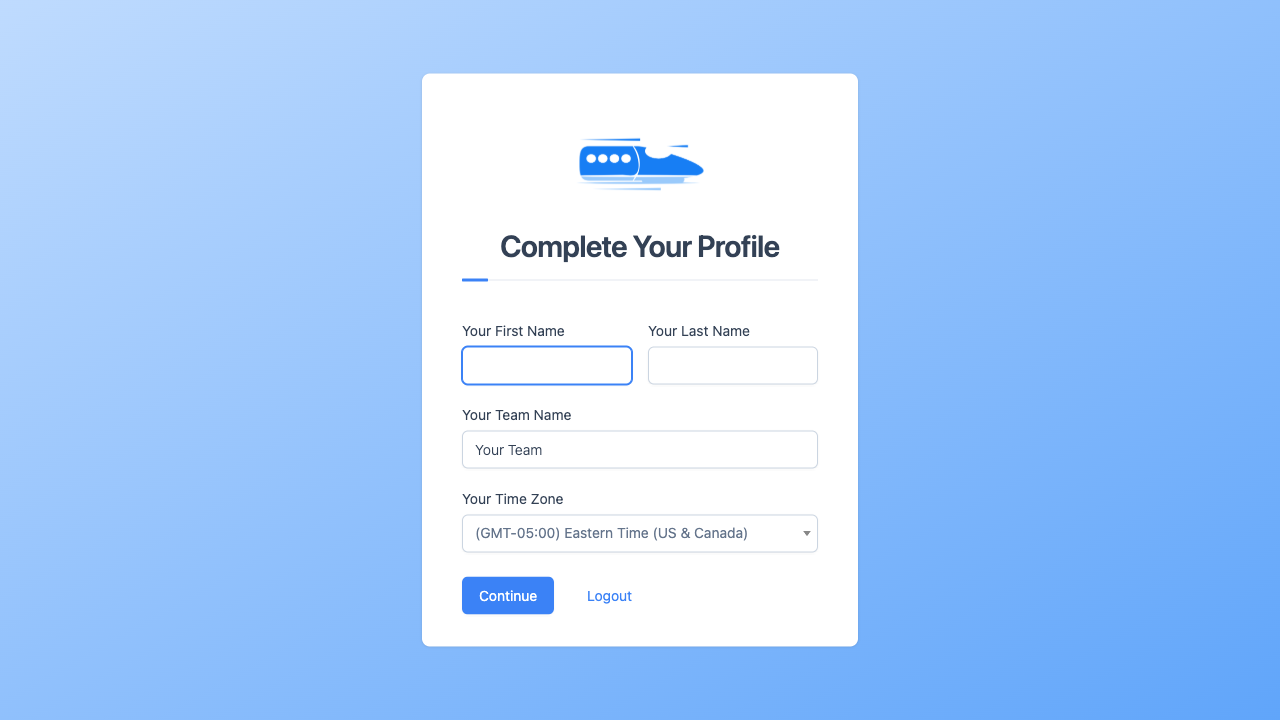 Complete Your Profile
Your First Name
Your Last Name
Your Team Name
Your Team
Your Time Zone
(GMT-05:00) Eastern Time (US & Canada)
Continue
Logout